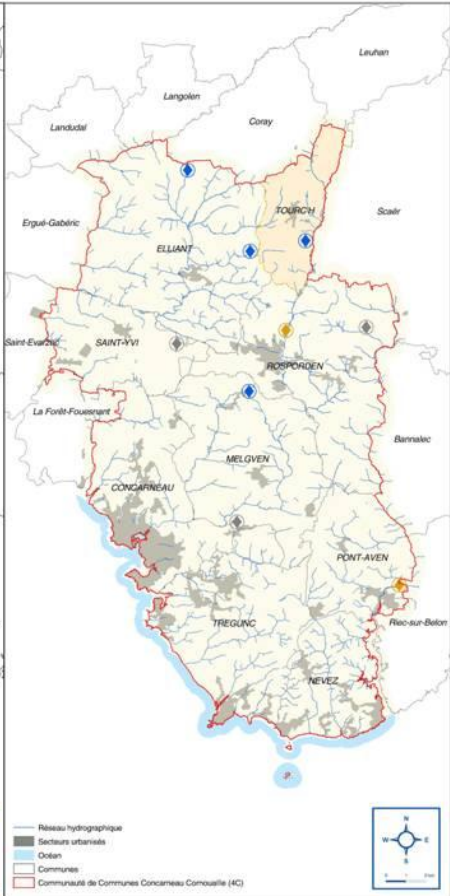 Leuhan
Langolen
Coray
Landudal
TOURC'H
Scaër
Ergué-Gabéric
ELLIANT
Saint-Evarzec
SAINT-YVI
ROSPORDEN
La Forêt-Fouesnant
Bannalec
MELGVEN
CONCARNEAU
PONT-AVEN
TREGUNC
Riec-sur-Belon
NEVEZ
Réseau hydrographique
Secteurs urbanisés
Océan
Communes
Communauté de Communes Concarneau Cornouaille (4C)
N
W E
S